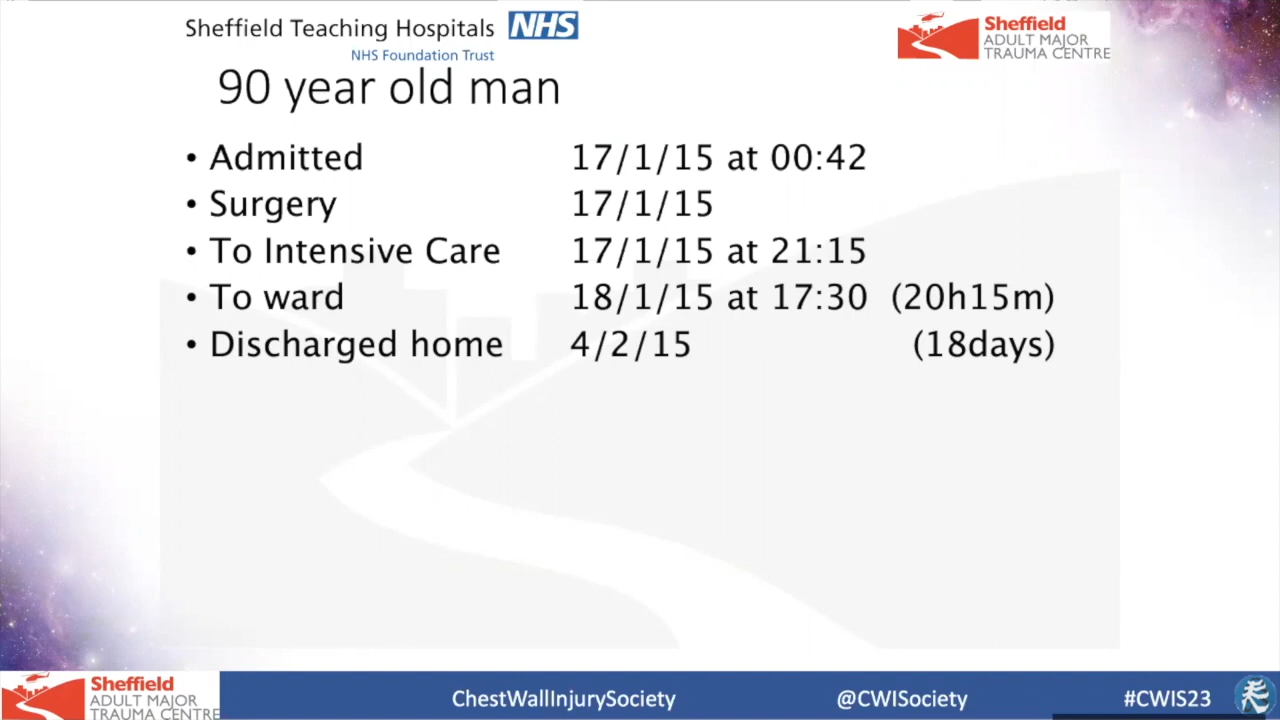 Sheffield Teaching Hospitals NHS
NHS Foundation Trust
Sheffield
ADULT MAJOR
TRAUMA CENTRE
90 year old man
• Admitted 17/1/15 at 00:42
• Surgery 17/1/15
• To Intensive Care 17/1/15 at 21:15
• To ward 18/1/15 at 17:30 (20h15m)
• Discharged home 4/2/15 (18days)
Sheffield
ADULT MAJOR
TRAUMA CENTRE
ChestWallInjurySociety @CWISociety #CWIS23